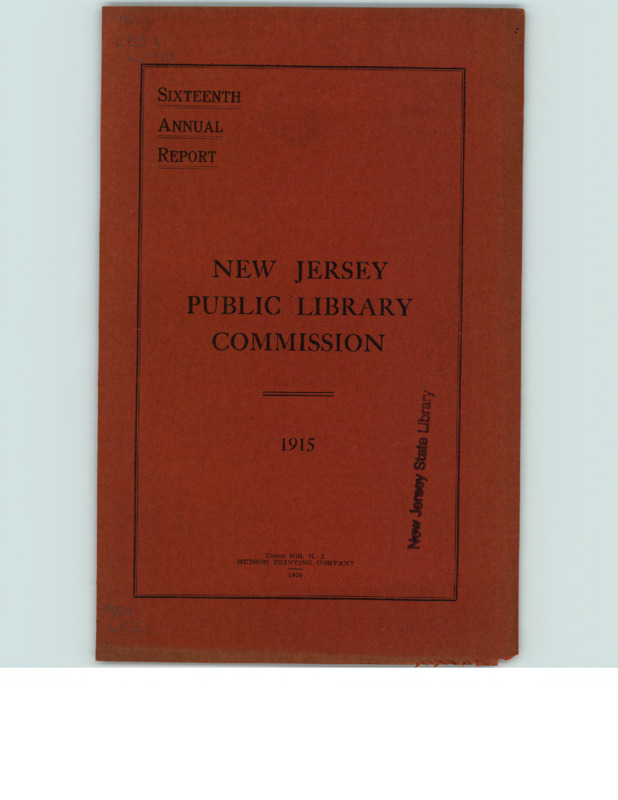 SIXTEENTH
ANNUAL
REPORT
NEW JERSEY
PUBLIC LIBRARY
COMMISSION
1915
New Jersey State Library
Union Hill, N. J.
HUDSON PRINTING COMPANY
1916